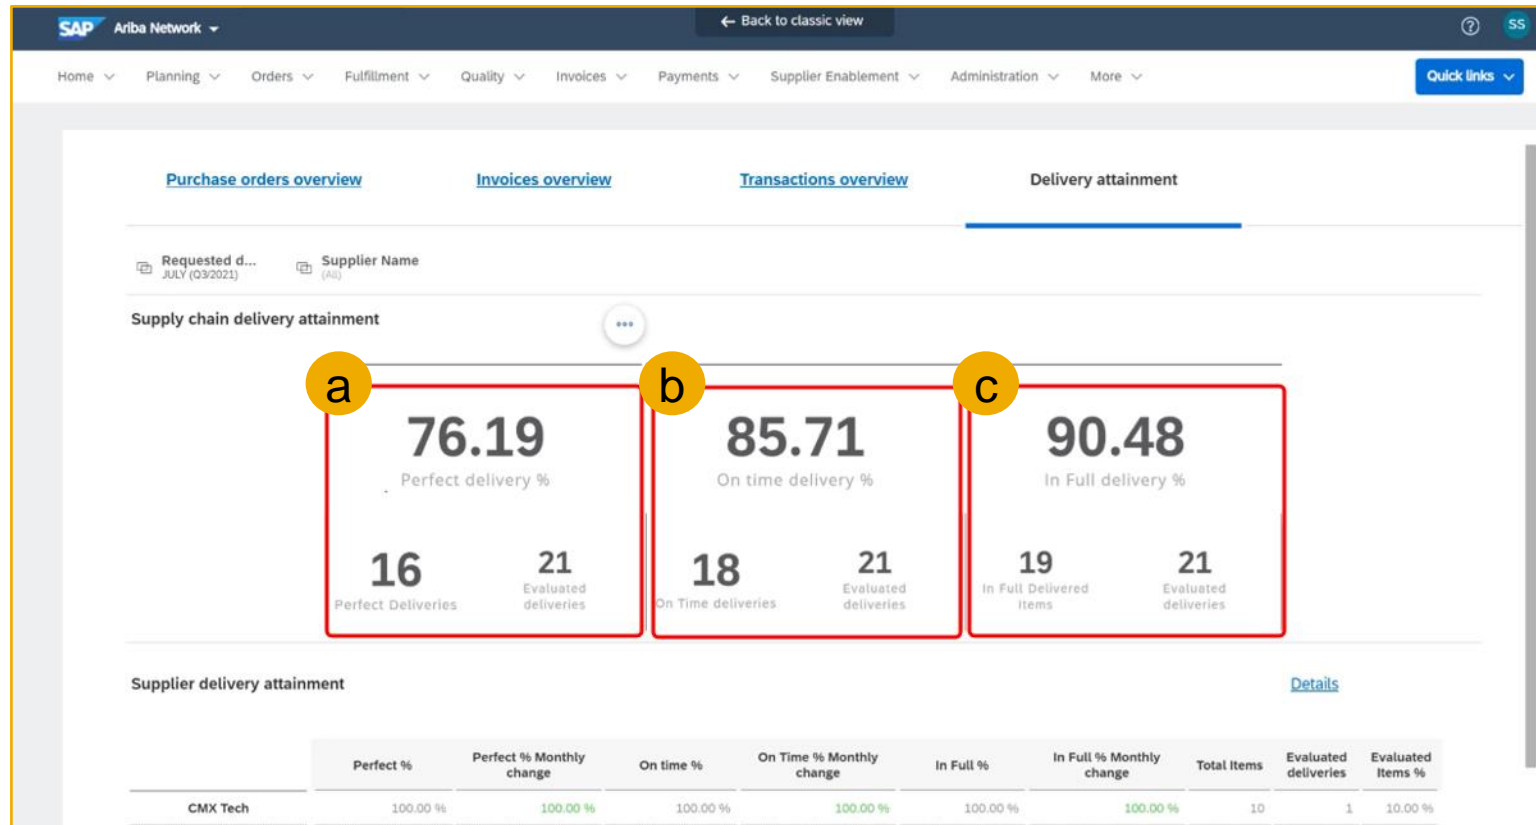 SAP Ariba Network
← Back to classic view
SS
Home Planning Orders Fulfillment Quality Invoices Payments Supplier Enablement Administration More
Quick links
Purchase orders overview Invoices overview Transactions overview Delivery attainment
Requested d... Supplier Name
JULY (Q3/2021) (All)
Supply chain delivery attainment
a b c
76.19 85.71 90.48
Perfect delivery % On time delivery % In Full delivery %
16 21 18 21 19 21
Perfect Deliveries Evaluated deliveries On Time deliveries Evaluated deliveries In Full Delivered Items Evaluated deliveries
Supplier delivery attainment Details
Perfect % Perfect % Monthly change On time % On Time % Monthly change In Full % In Full % Monthly change Total Items Evaluated deliveries Evaluated Items %
CMX Tech 100.00 % 100.00 % 100.00 % 100.00 % 100.00 % 100.00 % 10 1 10.00 %